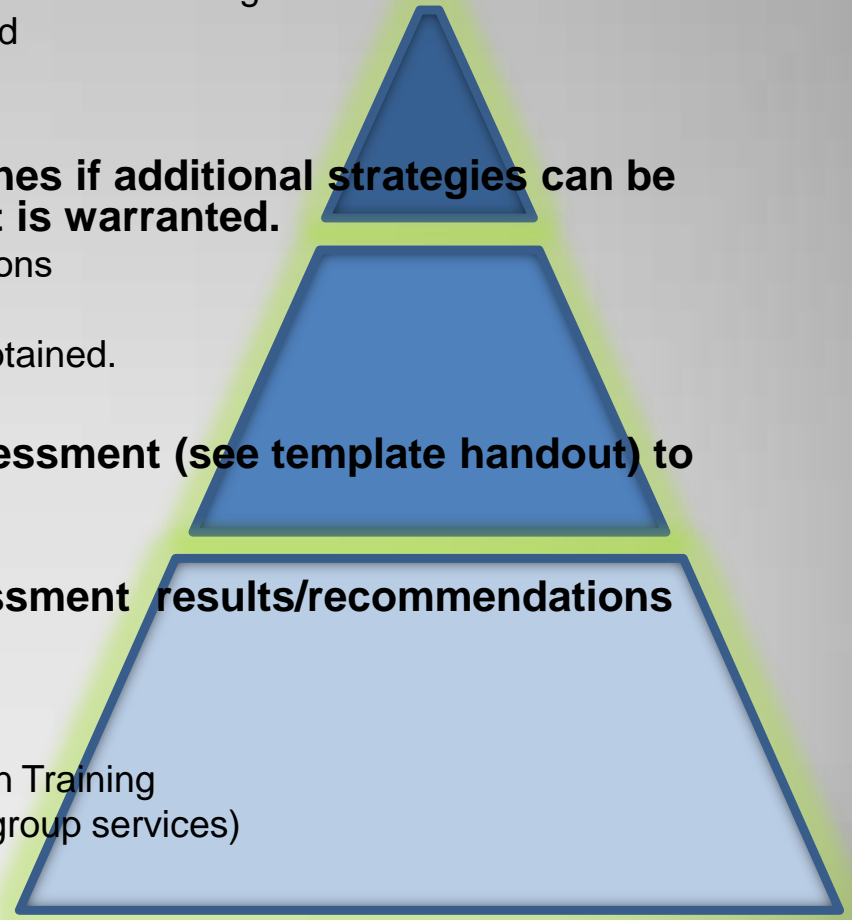 d
nes if additional strategies can be
t is warranted.
ons
otained.
essment (see template handout) to
ssment results/recommendations
n Training
group services)